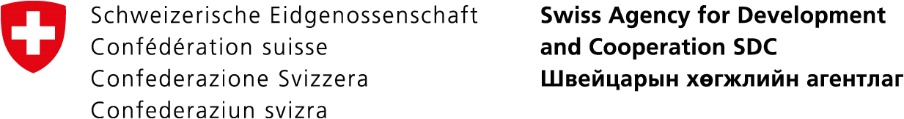 Schweizerische Eidgenossenschaft
Confédération suisse
Confederazione Svizzera
Confederaziun svizra
Swiss Agency for Development
and Cooperation SDC
Швейцарын хөгжлийн агентлаг